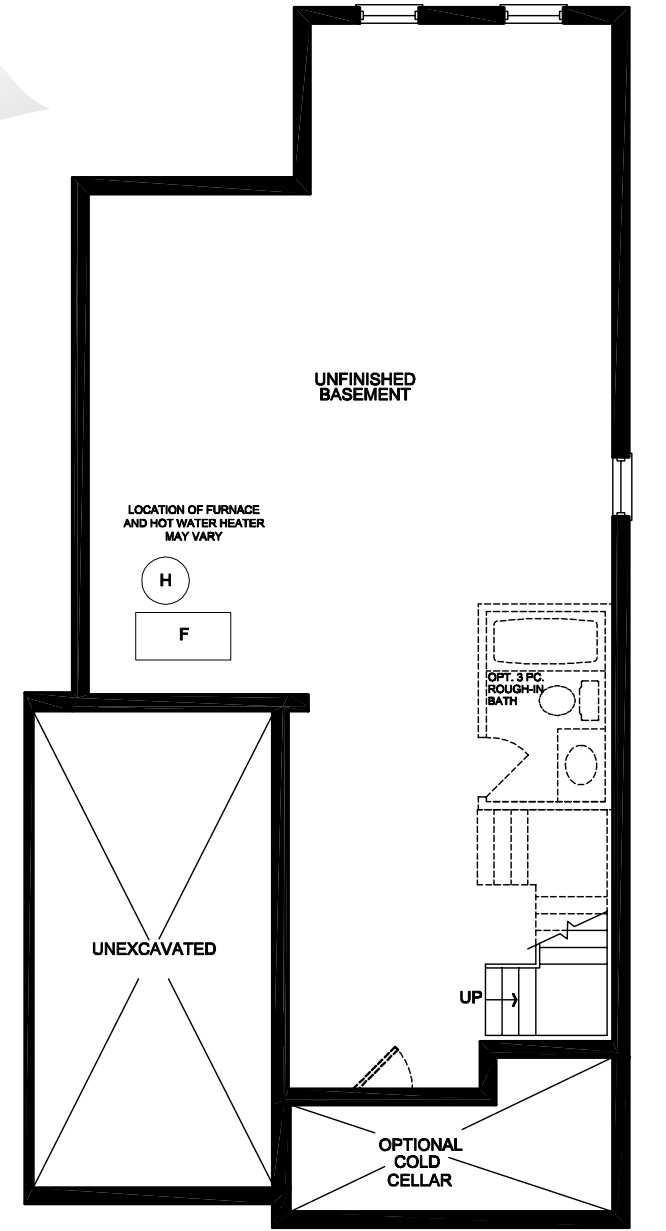 UNFINISHED
BASEMENT
LOCATION OF FURNACE
AND HOT WATER HEATER
MAY VARY
H
F
OPT. 3 PC.
ROUGH-IN
BATH
UNEXCAVATED
UP
OPTIONAL
COLD
CELLAR